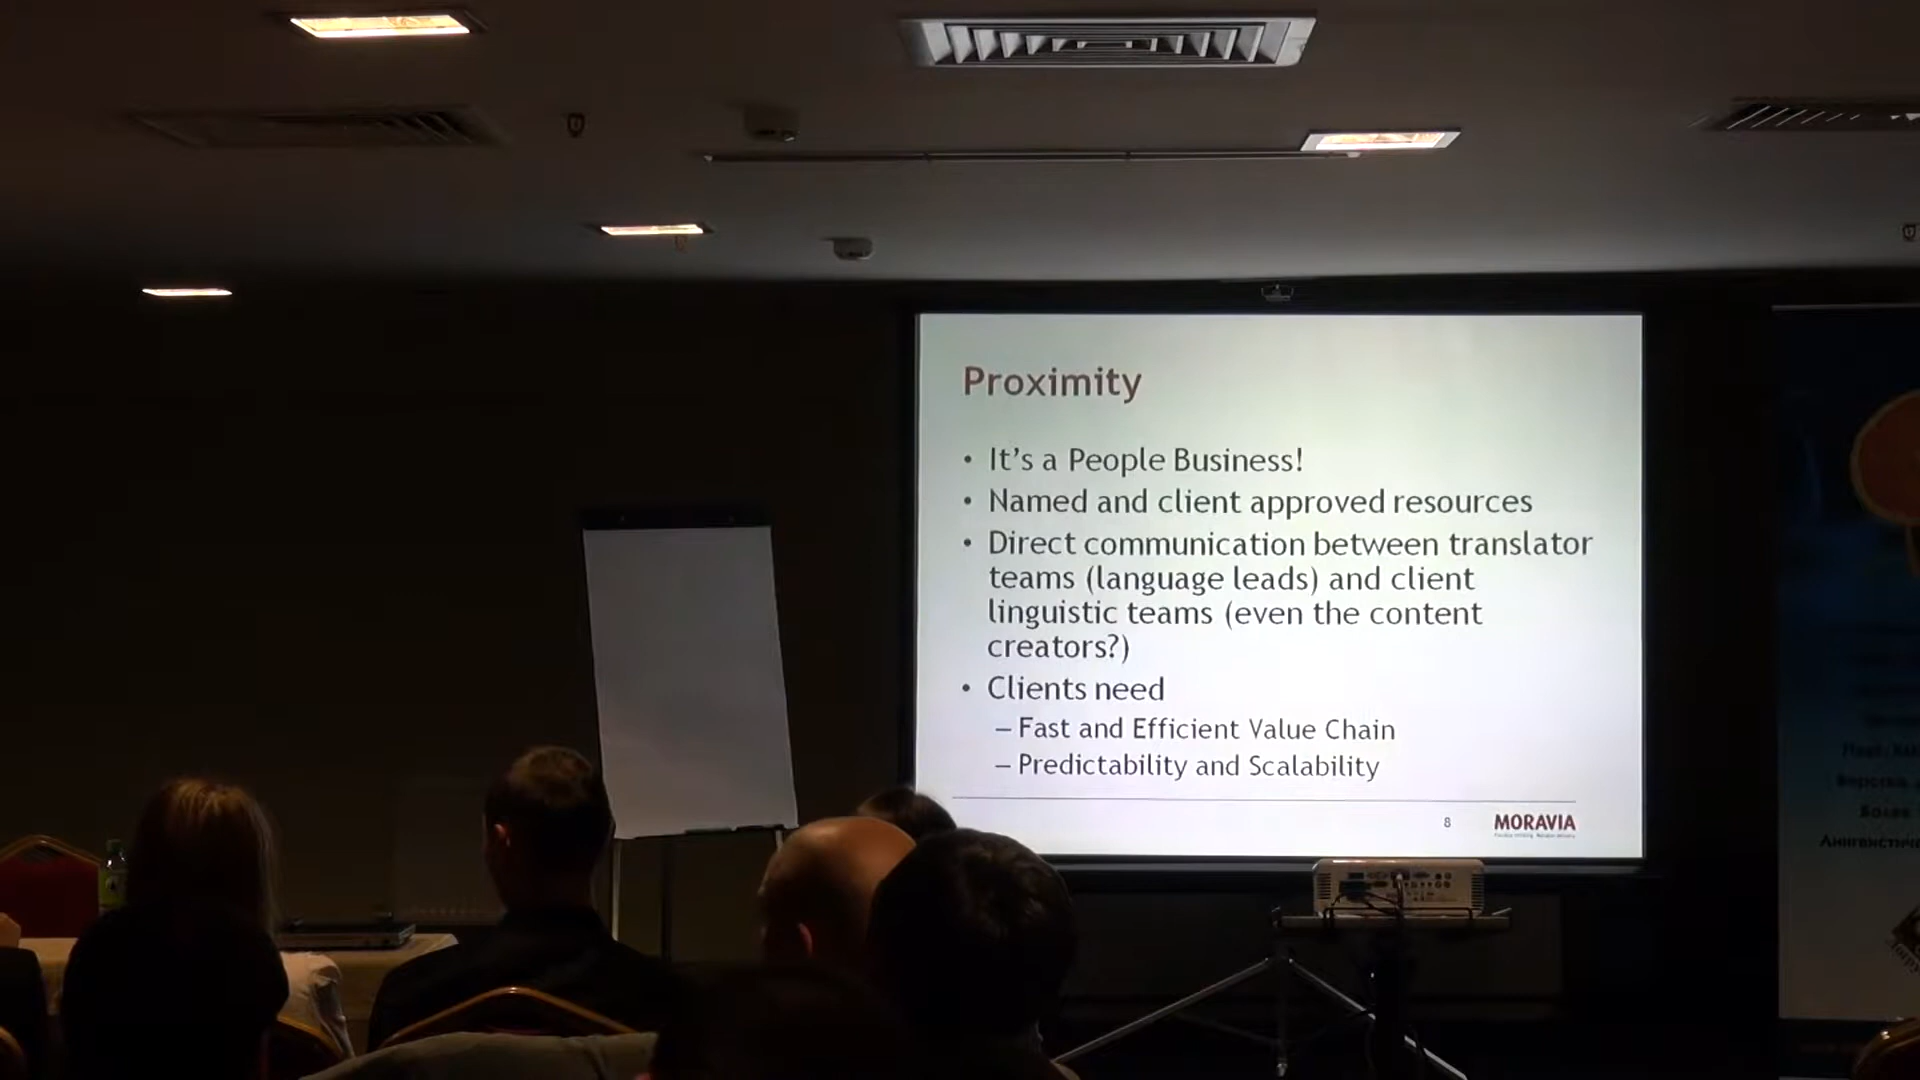 Proximity
• It's a People Business!
• Named and client approved resources
• Direct communication between translator
teams (language leads) and client
linguistic teams (even the content
creators?)
• Clients need
– Fast and Efficient Value Chain
– Predictability and Scalability
8
MORAVIA